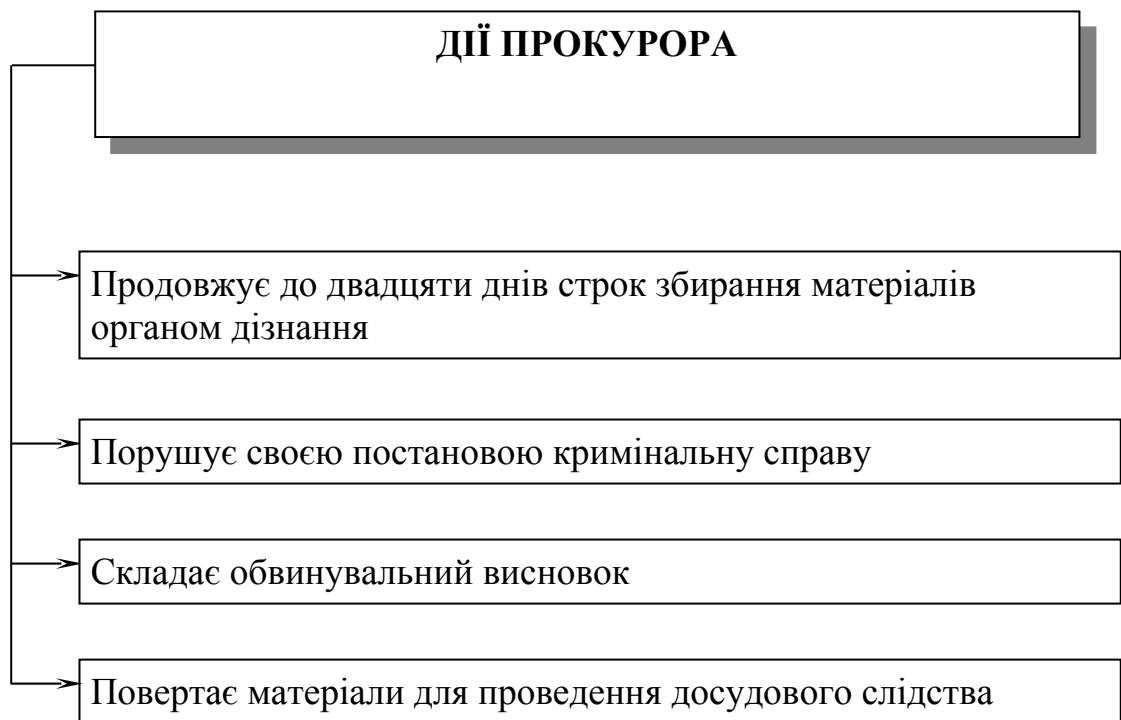 ДІЇ ПРОКУРОРА
Продовжує до двадцяти днів строк збирання матеріалів
органом дізнання
Порушує своєю постановою кримінальну справу
Складає обвинувальний висновок
Повертає матеріали для проведення досудового слідства